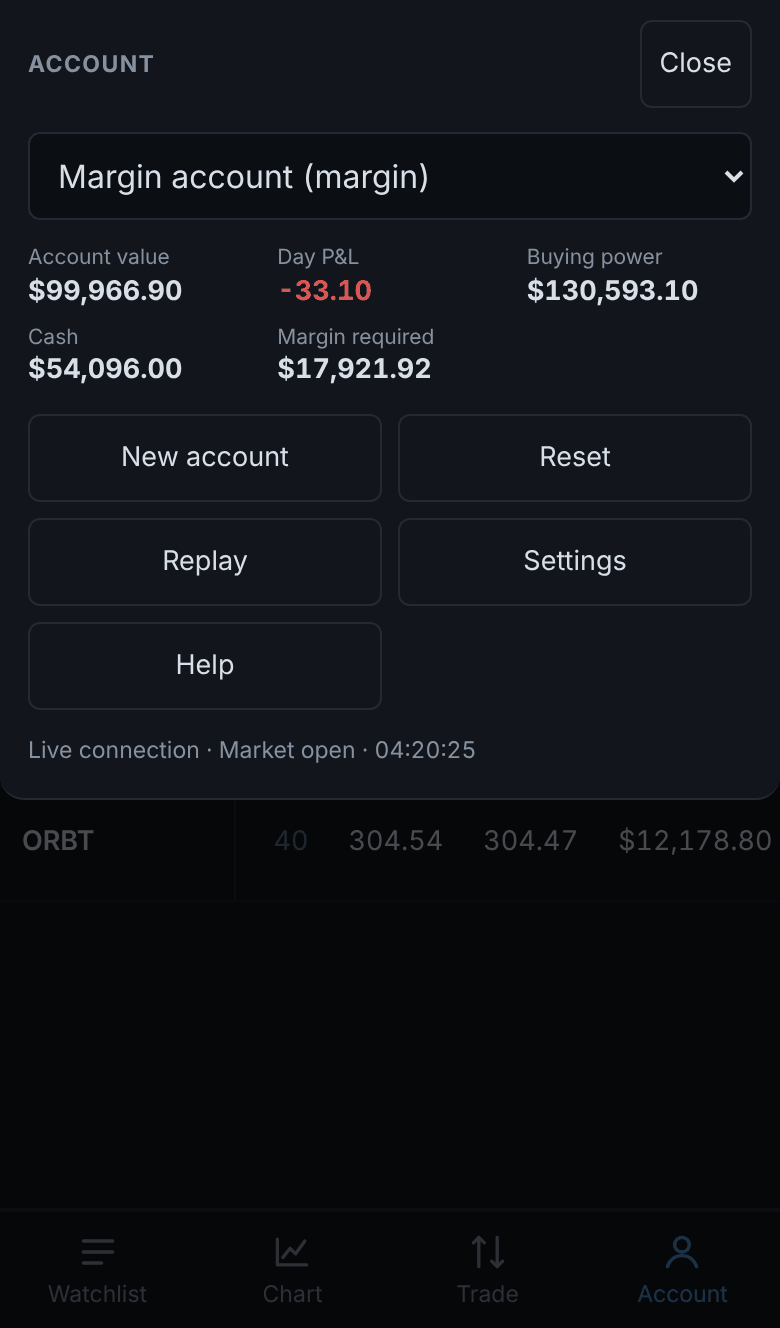 ACCOUNT Close
Margin account (margin)
Account value Day P&L Buying power
$99,966.90 -33.10 $130,593.10
Cash Margin required
$54,096.00 $17,921.92
New account Reset
Replay Settings
Help
Live connection · Market open · 04:20:25
ORBT 40 304.54 304.47 $12,178.80
Watchlist Chart Trade Account